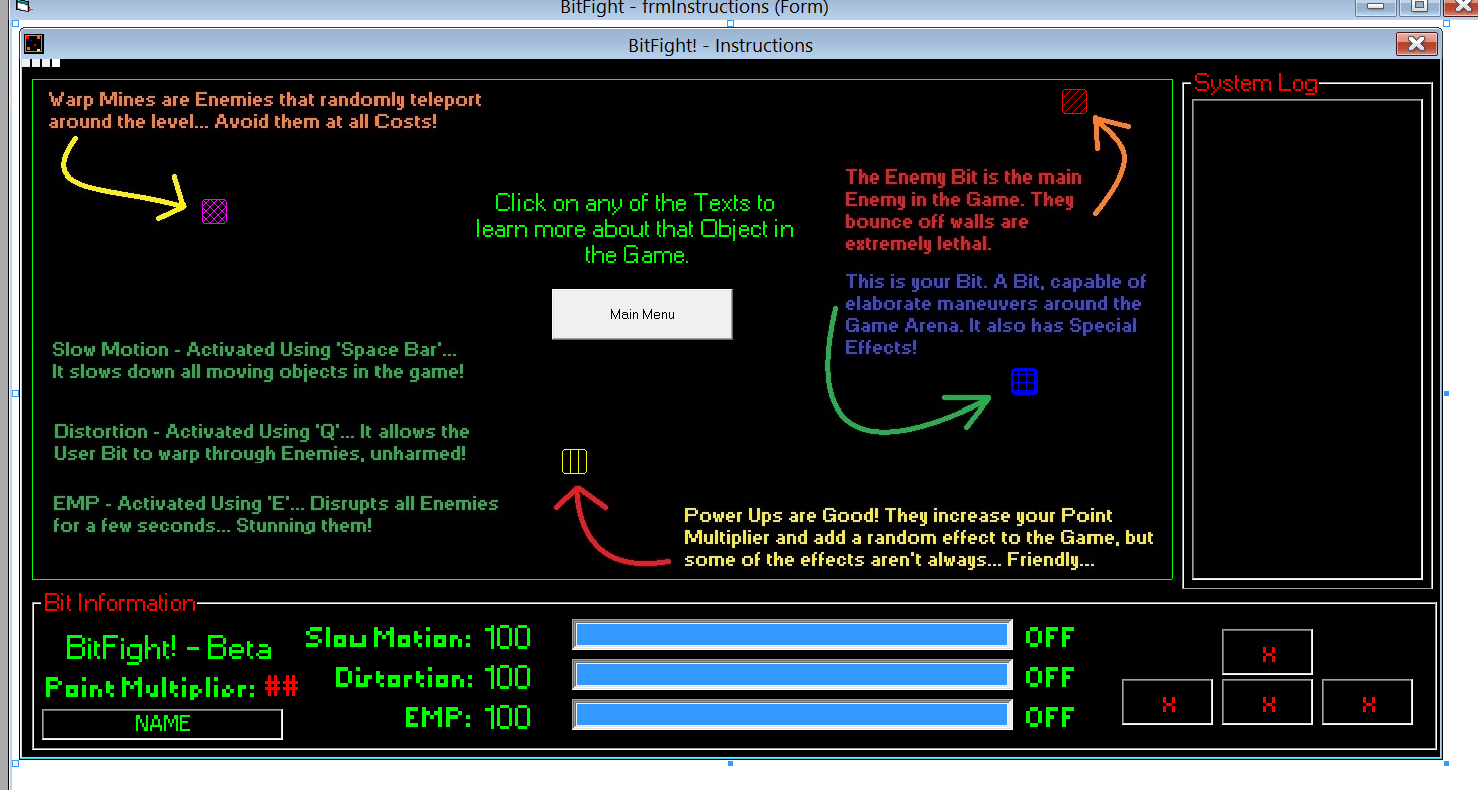 BitFight - frmInstructions (Form)
BitFight! - Instructions
Warp Mines are Enemies that randomly teleport
around the level... Avoid them at all Costs!
System Log
The Enemy Bit is the main
Enemy in the Game. They
bounce off walls are
extremely lethal.
Click on any of the Texts to
learn more about that Object in
the Game.
This is your Bit. A Bit, capable of
elaborate maneuvers around the
Game Arena. It also has Special
Effects!
Main Menu
Slow Motion - Activated Using 'Space Bar'...
It slows down all moving objects in the game!
Distortion - Activated Using 'Q'... It allows the
User Bit to warp through Enemies, unharmed!
EMP - Activated Using 'E'... Disrupts all Enemies
for a few seconds... Stunning them!
Power Ups are Good! They increase your Point
Multiplier and add a random effect to the Game, but
some of the effects aren't always... Friendly...
Bit Information
BitFight! - Beta
Point Multiplier: ##
NAME
Slow Motion: 100 OFF
Distortion: 100 OFF
EMP: 100 OFF
x
x x x